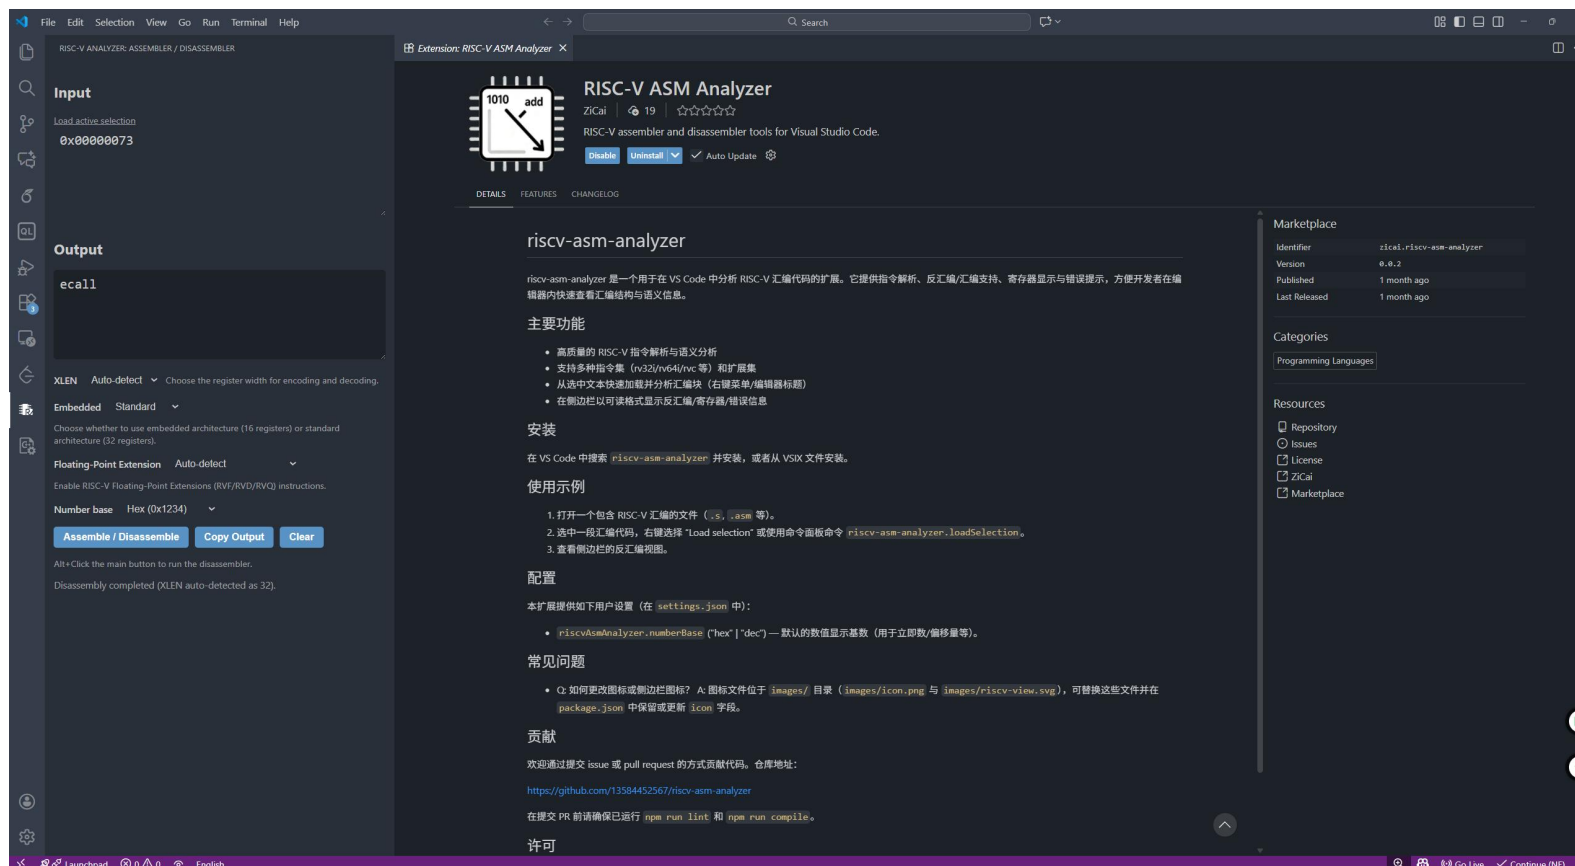 File Edit Selection View Go Run Terminal Help
Search
RISC-V ANALYZER: ASSEMBLER / DISASSEMBLER
Input
Load active selection
0x00000073
Output
ecall
XLEN Auto-detect Choose the register width for encoding and decoding.
Embedded Standard
Choose whether to use embedded architecture (16 registers) or standard
architecture (32 registers).
Floating-Point Extension Auto-detect
Enable RISC-V Floating-Point Extensions (RVF/RVD/RVQ) instructions.
Number base Hex (0x1234)
Assemble / Disassemble Copy Output Clear
Alt+Click the main button to run the disassembler.
Disassembly completed (XLEN auto-detected as 32).
Extension: RISC-V ASM Analyzer
1010 add
RISC-V ASM Analyzer
ZiCai 19
RISC-V assembler and disassembler tools for Visual Studio Code.
Disable Uninstall Auto Update
DETAILS FEATURES CHANGELOG
riscv-asm-analyzer
riscv-asm-analyzer 是一个用于在 VS Code 中分析 RISC-V 汇编代码的扩展。它提供指令解析、反汇编/汇编支持、寄存器显示与错误提示，方便开发者在编
辑器内快速查看汇编结构与语义信息。
主要功能
• 高质量的 RISC-V 指令解析与语义分析
• 支持多种指令集（rv32i/rv64i/rvc 等）和扩展集
• 从选中文本快速加载并分析汇编块（右键菜单/编辑器标题）
• 在侧边栏以可读格式显示反汇编/寄存器/错误信息
安装
在 VS Code 中搜索 riscv-asm-analyzer 并安装，或者从 VSIX 文件安装。
使用示例
1. 打开一个包含 RISC-V 汇编的文件（.s, .asm 等）。
2. 选中一段汇编代码，右键选择 "Load selection" 或使用命令面板命令 riscv-asm-analyzer.loadSelection。
3. 查看侧边栏的反汇编视图。
配置
本扩展提供如下用户设置（在 settings.json 中）：
• riscvAsmAnalyzer.numberBase ("hex" | "dec") — 默认的数值显示基数（用于立即数/偏移量等）。
常见问题
• Q: 如何更改图标或侧边栏图标？ A: 图标文件位于 images/ 目录（images/icon.png 与 images/riscv-view.svg），可替换这些文件并在
package.json 中保留或更新 icon 字段。
贡献
欢迎通过提交 issue 或 pull request 的方式贡献代码。仓库地址：
https://github.com/13584452567/riscv-asm-analyzer
在提交 PR 前请确保已运行 npm run lint 和 npm run compile。
许可
Marketplace
Identifier zicai.riscv-asm-analyzer
Version 0.0.2
Published 1 month ago
Last Released 1 month ago
Categories
Programming Languages
Resources
Repository
Issues
License
ZiCai
Marketplace
QL
3
Launchpad 0 0 English
Go Live Continue (NE)